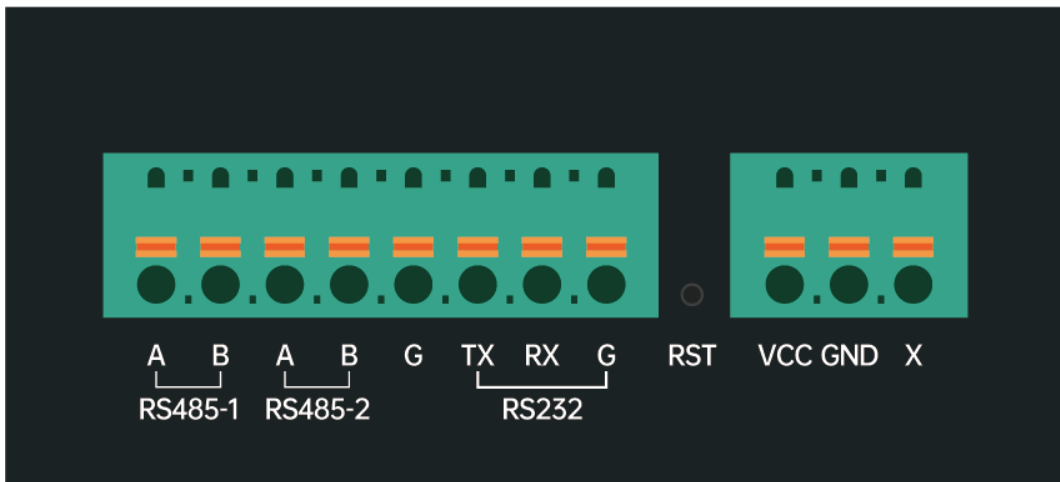 A B A B G TX RX G RST VCC GND X
RS485-1 RS485-2 RS232